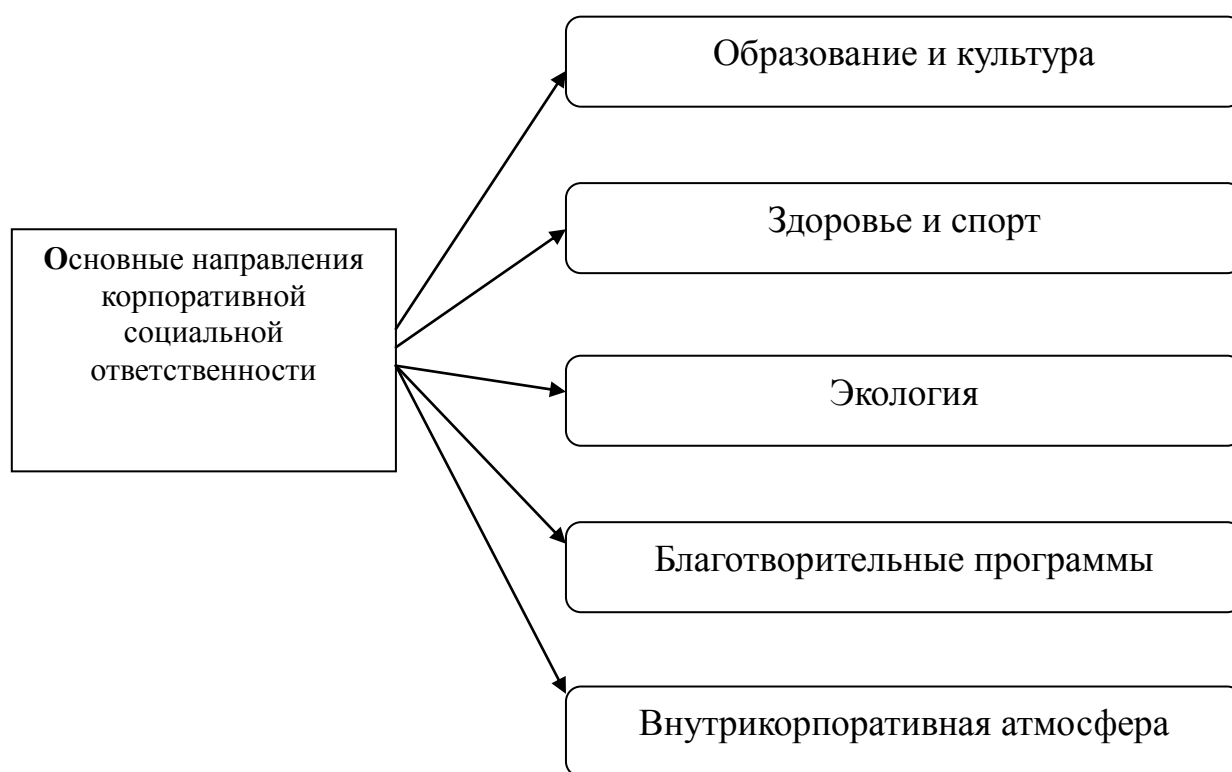 Образование и культура
Здоровье и спорт
Основные направления
корпоративной
социальной
ответственности
Экология
Благотворительные программы
Внутрикорпоративная атмосфера